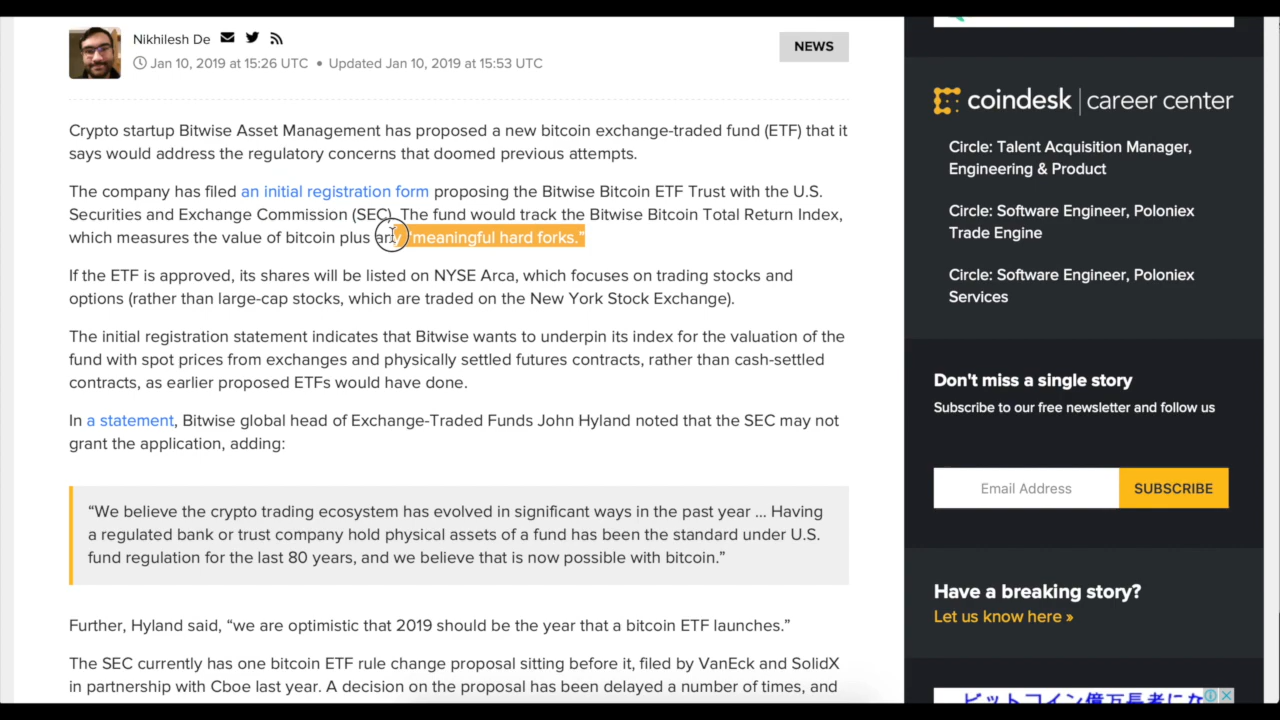 Nikhilesh De
NEWS
Jan 10, 2019 at 15:26 UTC • Updated Jan 10, 2019 at 15:53 UTC
Crypto startup Bitwise Asset Management has proposed a new bitcoin exchange-traded fund (ETF) that it
says would address the regulatory concerns that doomed previous attempts.
The company has filed an initial registration form proposing the Bitwise Bitcoin ETF Trust with the U.S.
Securities and Exchange Commission (SEC). The fund would track the Bitwise Bitcoin Total Return Index,
which measures the value of bitcoin plus any “meaningful hard forks.”
If the ETF is approved, its shares will be listed on NYSE Arca, which focuses on trading stocks and
options (rather than large-cap stocks, which are traded on the New York Stock Exchange).
The initial registration statement indicates that Bitwise wants to underpin its index for the valuation of the
fund with spot prices from exchanges and physically settled futures contracts, rather than cash-settled
contracts, as earlier proposed ETFs would have done.
In a statement, Bitwise global head of Exchange-Traded Funds John Hyland noted that the SEC may not
grant the application, adding:
“We believe the crypto trading ecosystem has evolved in significant ways in the past year ... Having
a regulated bank or trust company hold physical assets of a fund has been the standard under U.S.
fund regulation for the last 80 years, and we believe that is now possible with bitcoin.”
Further, Hyland said, “we are optimistic that 2019 should be the year that a bitcoin ETF launches.”
The SEC currently has one bitcoin ETF rule change proposal sitting before it, filed by VanEck and SolidX
in partnership with Cboe last year. A decision on the proposal has been delayed a number of times, and
coindesk | career center
Circle: Talent Acquisition Manager,
Engineering & Product
Circle: Software Engineer, Poloniex
Trade Engine
Circle: Software Engineer, Poloniex
Services
Don't miss a single story
Subscribe to our free newsletter and follow us
Email Address
SUBSCRIBE
Have a breaking story?
Let us know here »
ビットコイン億万長者にな